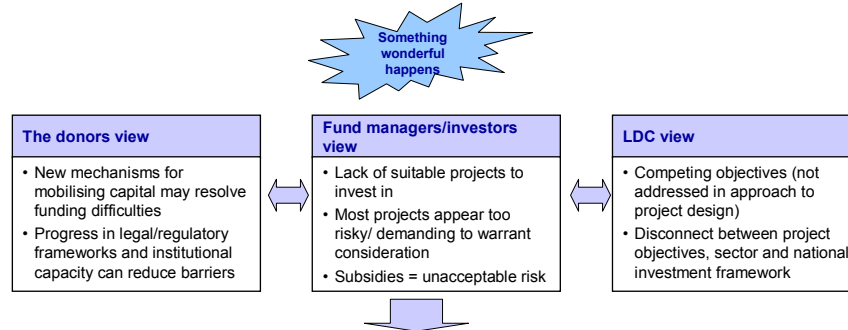 Something
wonderful
happens
The donors view
• New mechanisms for
mobilising capital may resolve
funding difficulties
• Progress in legal/regulatory
frameworks and institutional
capacity can reduce barriers
Fund managers/investors
view
• Lack of suitable projects to
invest in
• Most projects appear too
risky/ demanding to warrant
consideration
• Subsidies = unacceptable risk
LDC view
• Competing objectives (not
addressed in approach to
project design)
• Disconnect between project
objectives, sector and national
investment framework